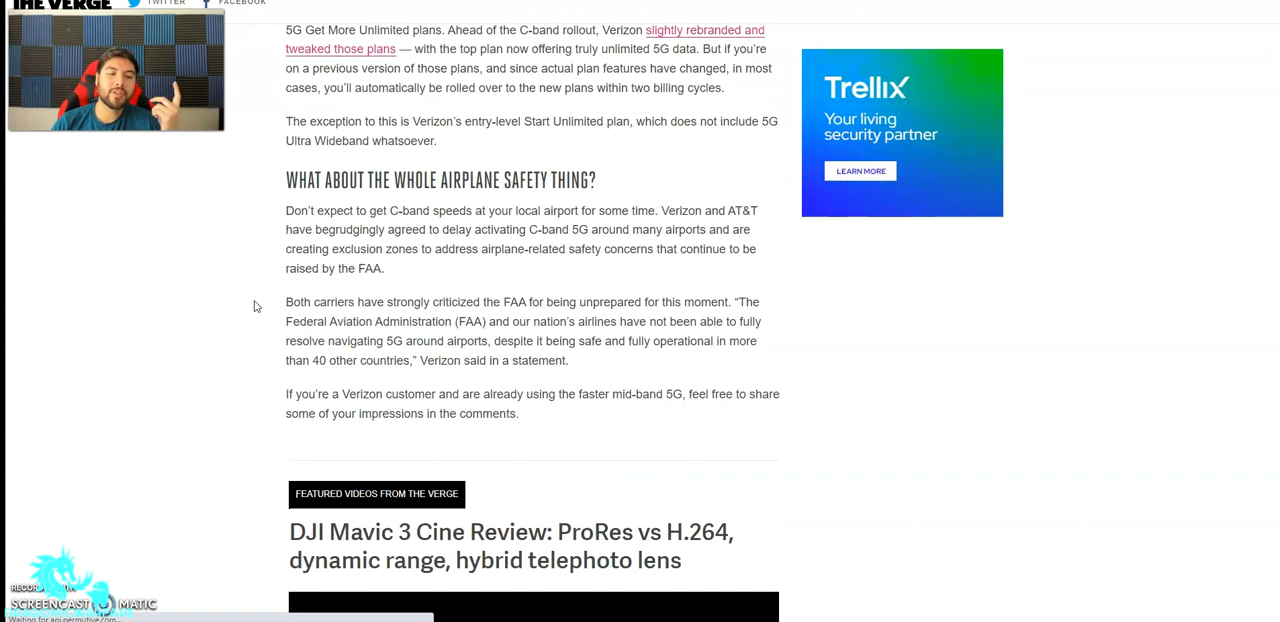 THE VERGE
TWITTER
FACEBOOK
5G Get More Unlimited plans. Ahead of the C-band rollout, Verizon slightly rebranded and
tweaked those plans — with the top plan now offering truly unlimited 5G data. But if you're
on a previous version of those plans, and since actual plan features have changed, in most
cases, you'll automatically be rolled over to the new plans within two billing cycles.
The exception to this is Verizon's entry-level Start Unlimited plan, which does not include 5G
Ultra Wideband whatsoever.
WHAT ABOUT THE WHOLE AIRPLANE SAFETY THING?
Don't expect to get C-band speeds at your local airport for some time. Verizon and AT&T
have begrudgingly agreed to delay activating C-band 5G around many airports and are
creating exclusion zones to address airplane-related safety concerns that continue to be
raised by the FAA.
Both carriers have strongly criticized the FAA for being unprepared for this moment. “The
Federal Aviation Administration (FAA) and our nation's airlines have not been able to fully
resolve navigating 5G around airports, despite it being safe and fully operational in more
than 40 other countries,” Verizon said in a statement.
If you're a Verizon customer and are already using the faster mid-band 5G, feel free to share
some of your impressions in the comments.
FEATURED VIDEOS FROM THE VERGE
DJI Mavic 3 Cine Review: ProRes vs H.264,
dynamic range, hybrid telephoto lens
Trellix
Your living
security partner
LEARN MORE
SCREENCAST MATIC
Waiting for api.permutive.com...